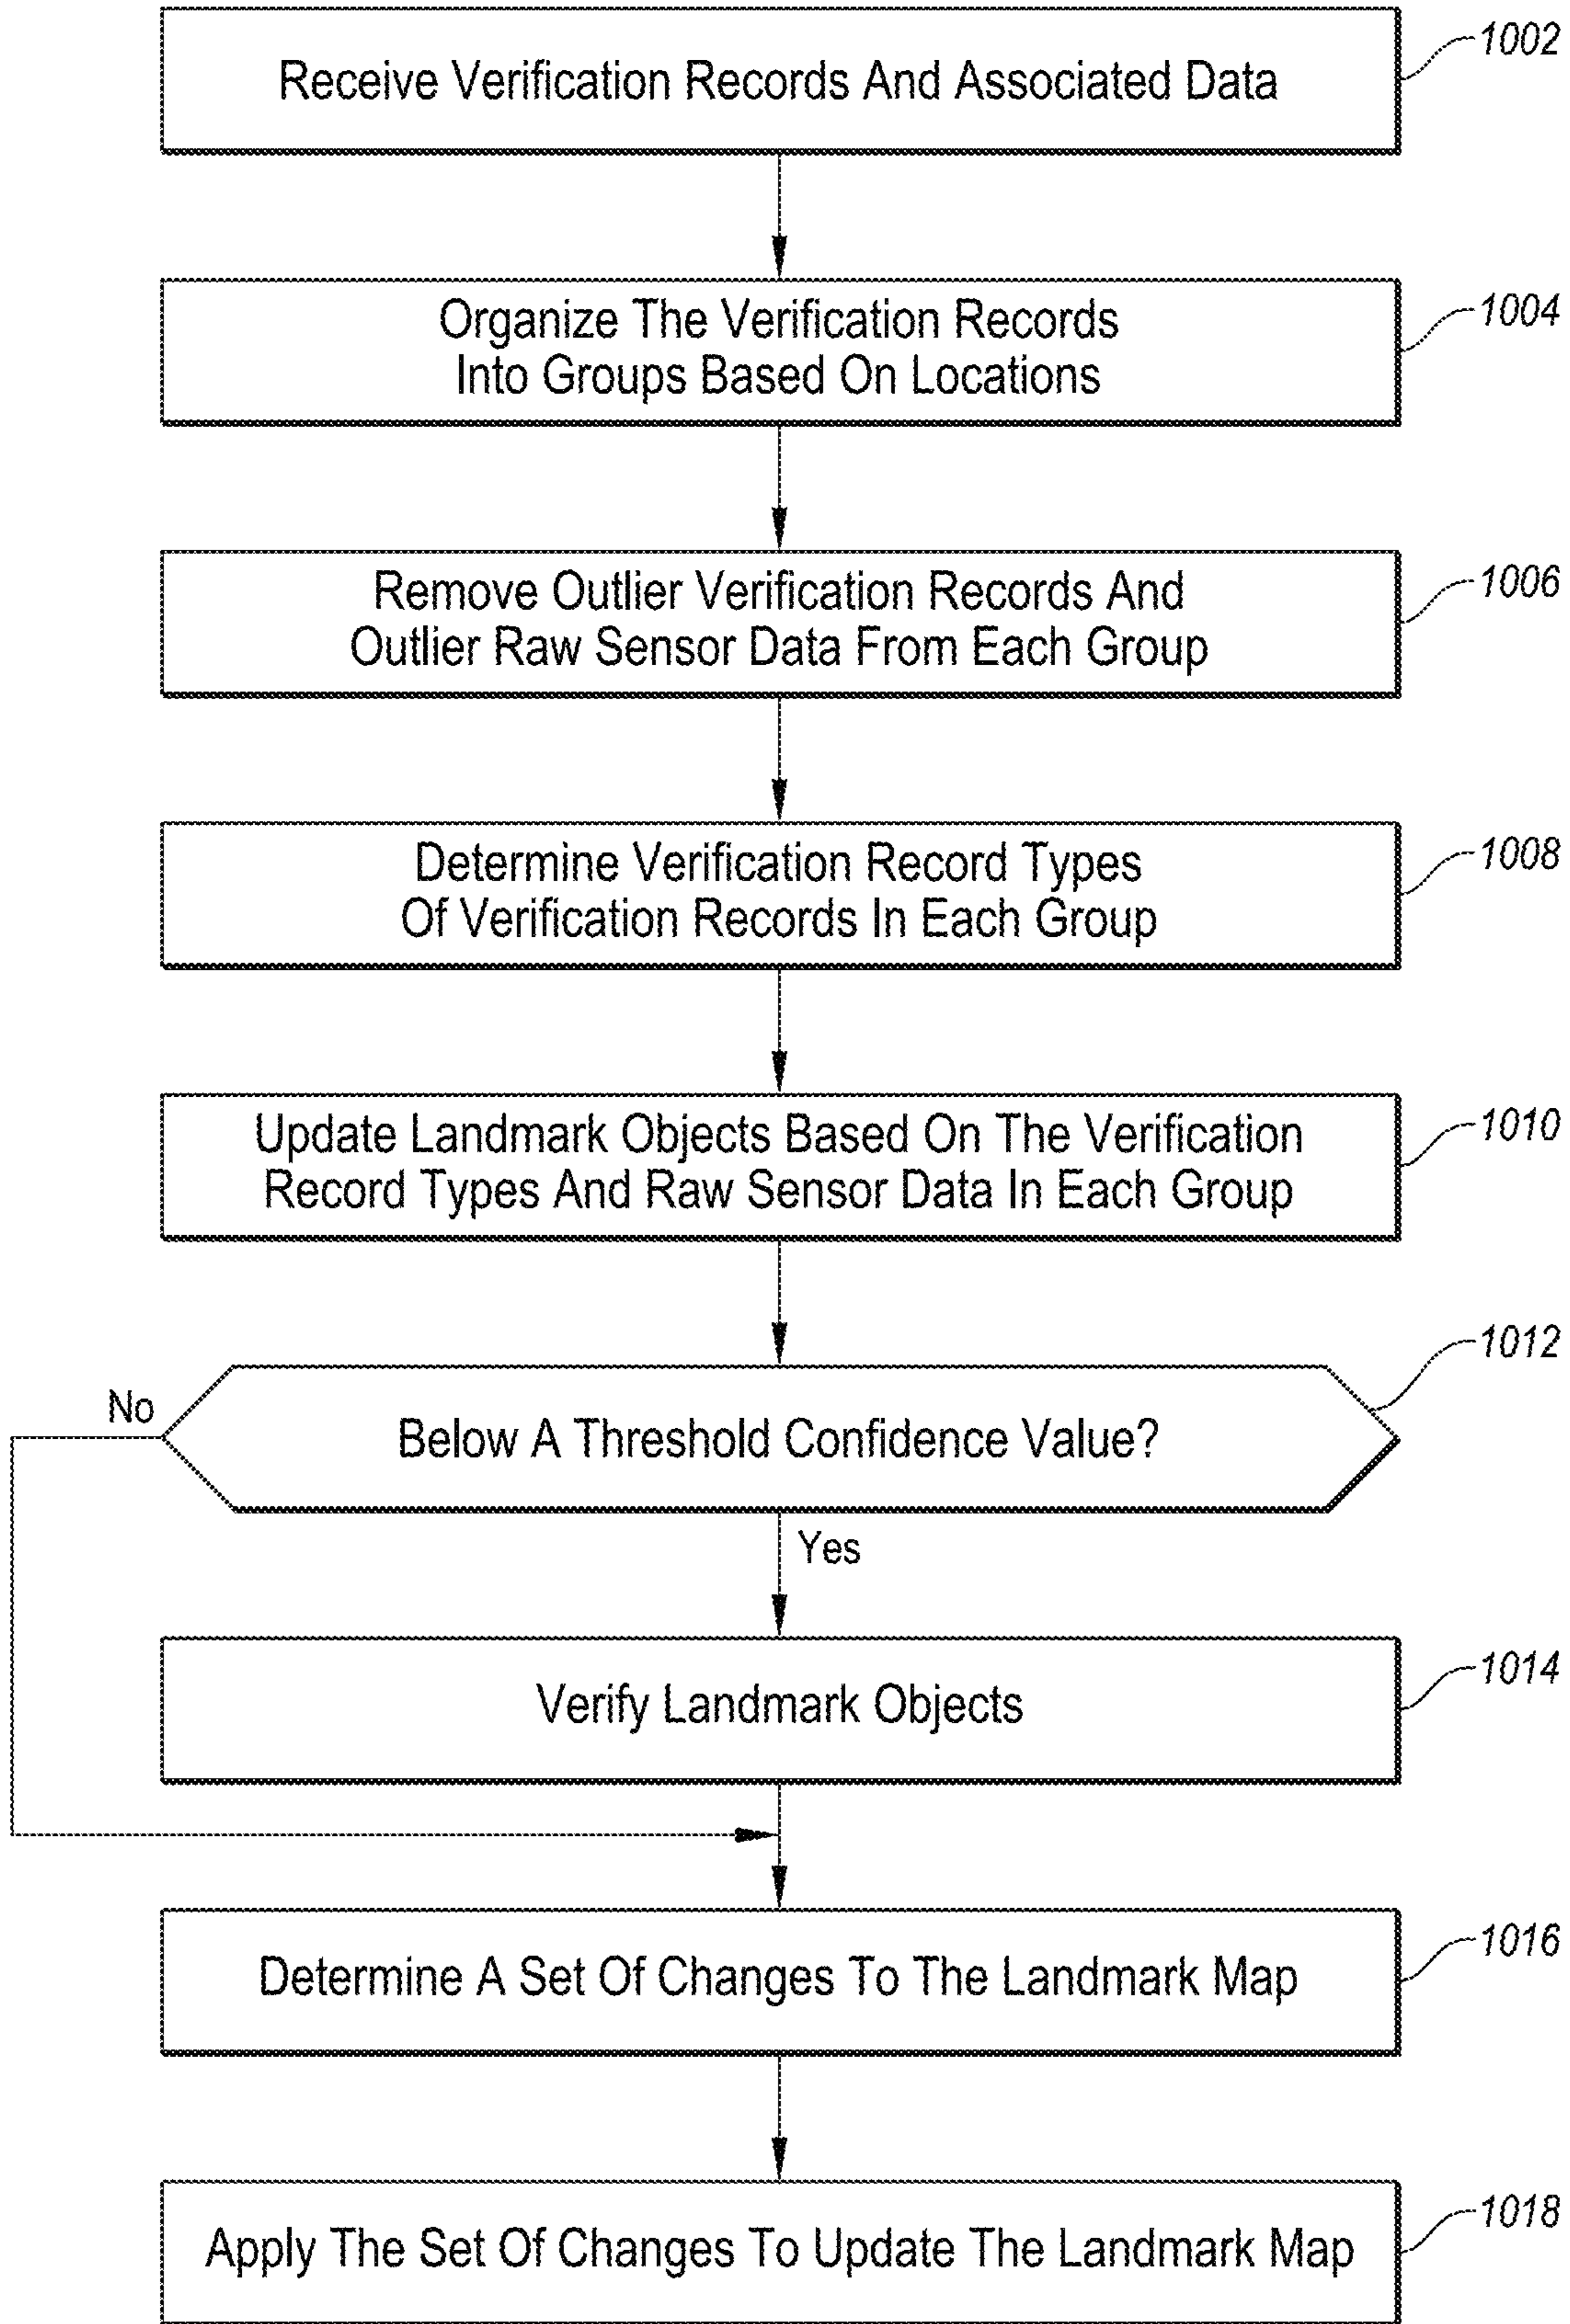 Receive Verification Records And Associated Data
1002
Organize The Verification Records
Into Groups Based On Locations
1004
Remove Outlier Verification Records And
Outlier Raw Sensor Data From Each Group
1006
Determine Verification Record Types
Of Verification Records In Each Group
1008
Update Landmark Objects Based On The Verification
Record Types And Raw Sensor Data In Each Group
1010
Below A Threshold Confidence Value?
1012
No
Yes
Verify Landmark Objects
1014
Determine A Set Of Changes To The Landmark Map
1016
Apply The Set Of Changes To Update The Landmark Map
1018